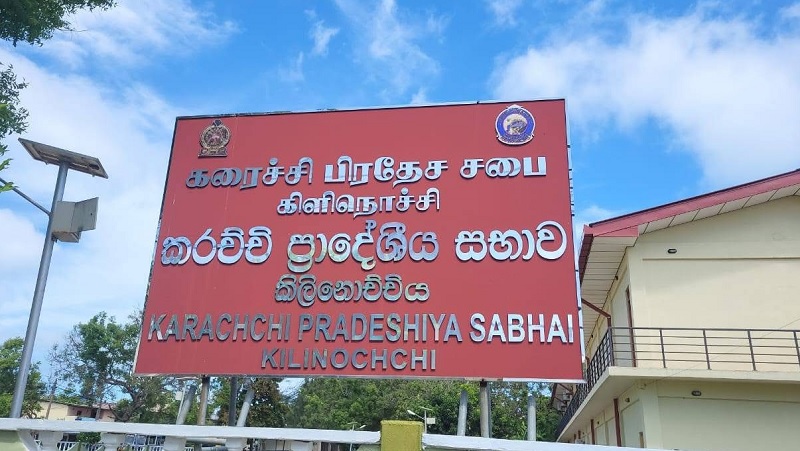 கரைச்சி பிரதேச சபை
கிளிநொச்சி
කරච්චි ප්‍රාදේශීය සභාව
කිලිනොච්චිය
KARACHCHI PRADESHIYA SABHAI
KILINOCHCHI